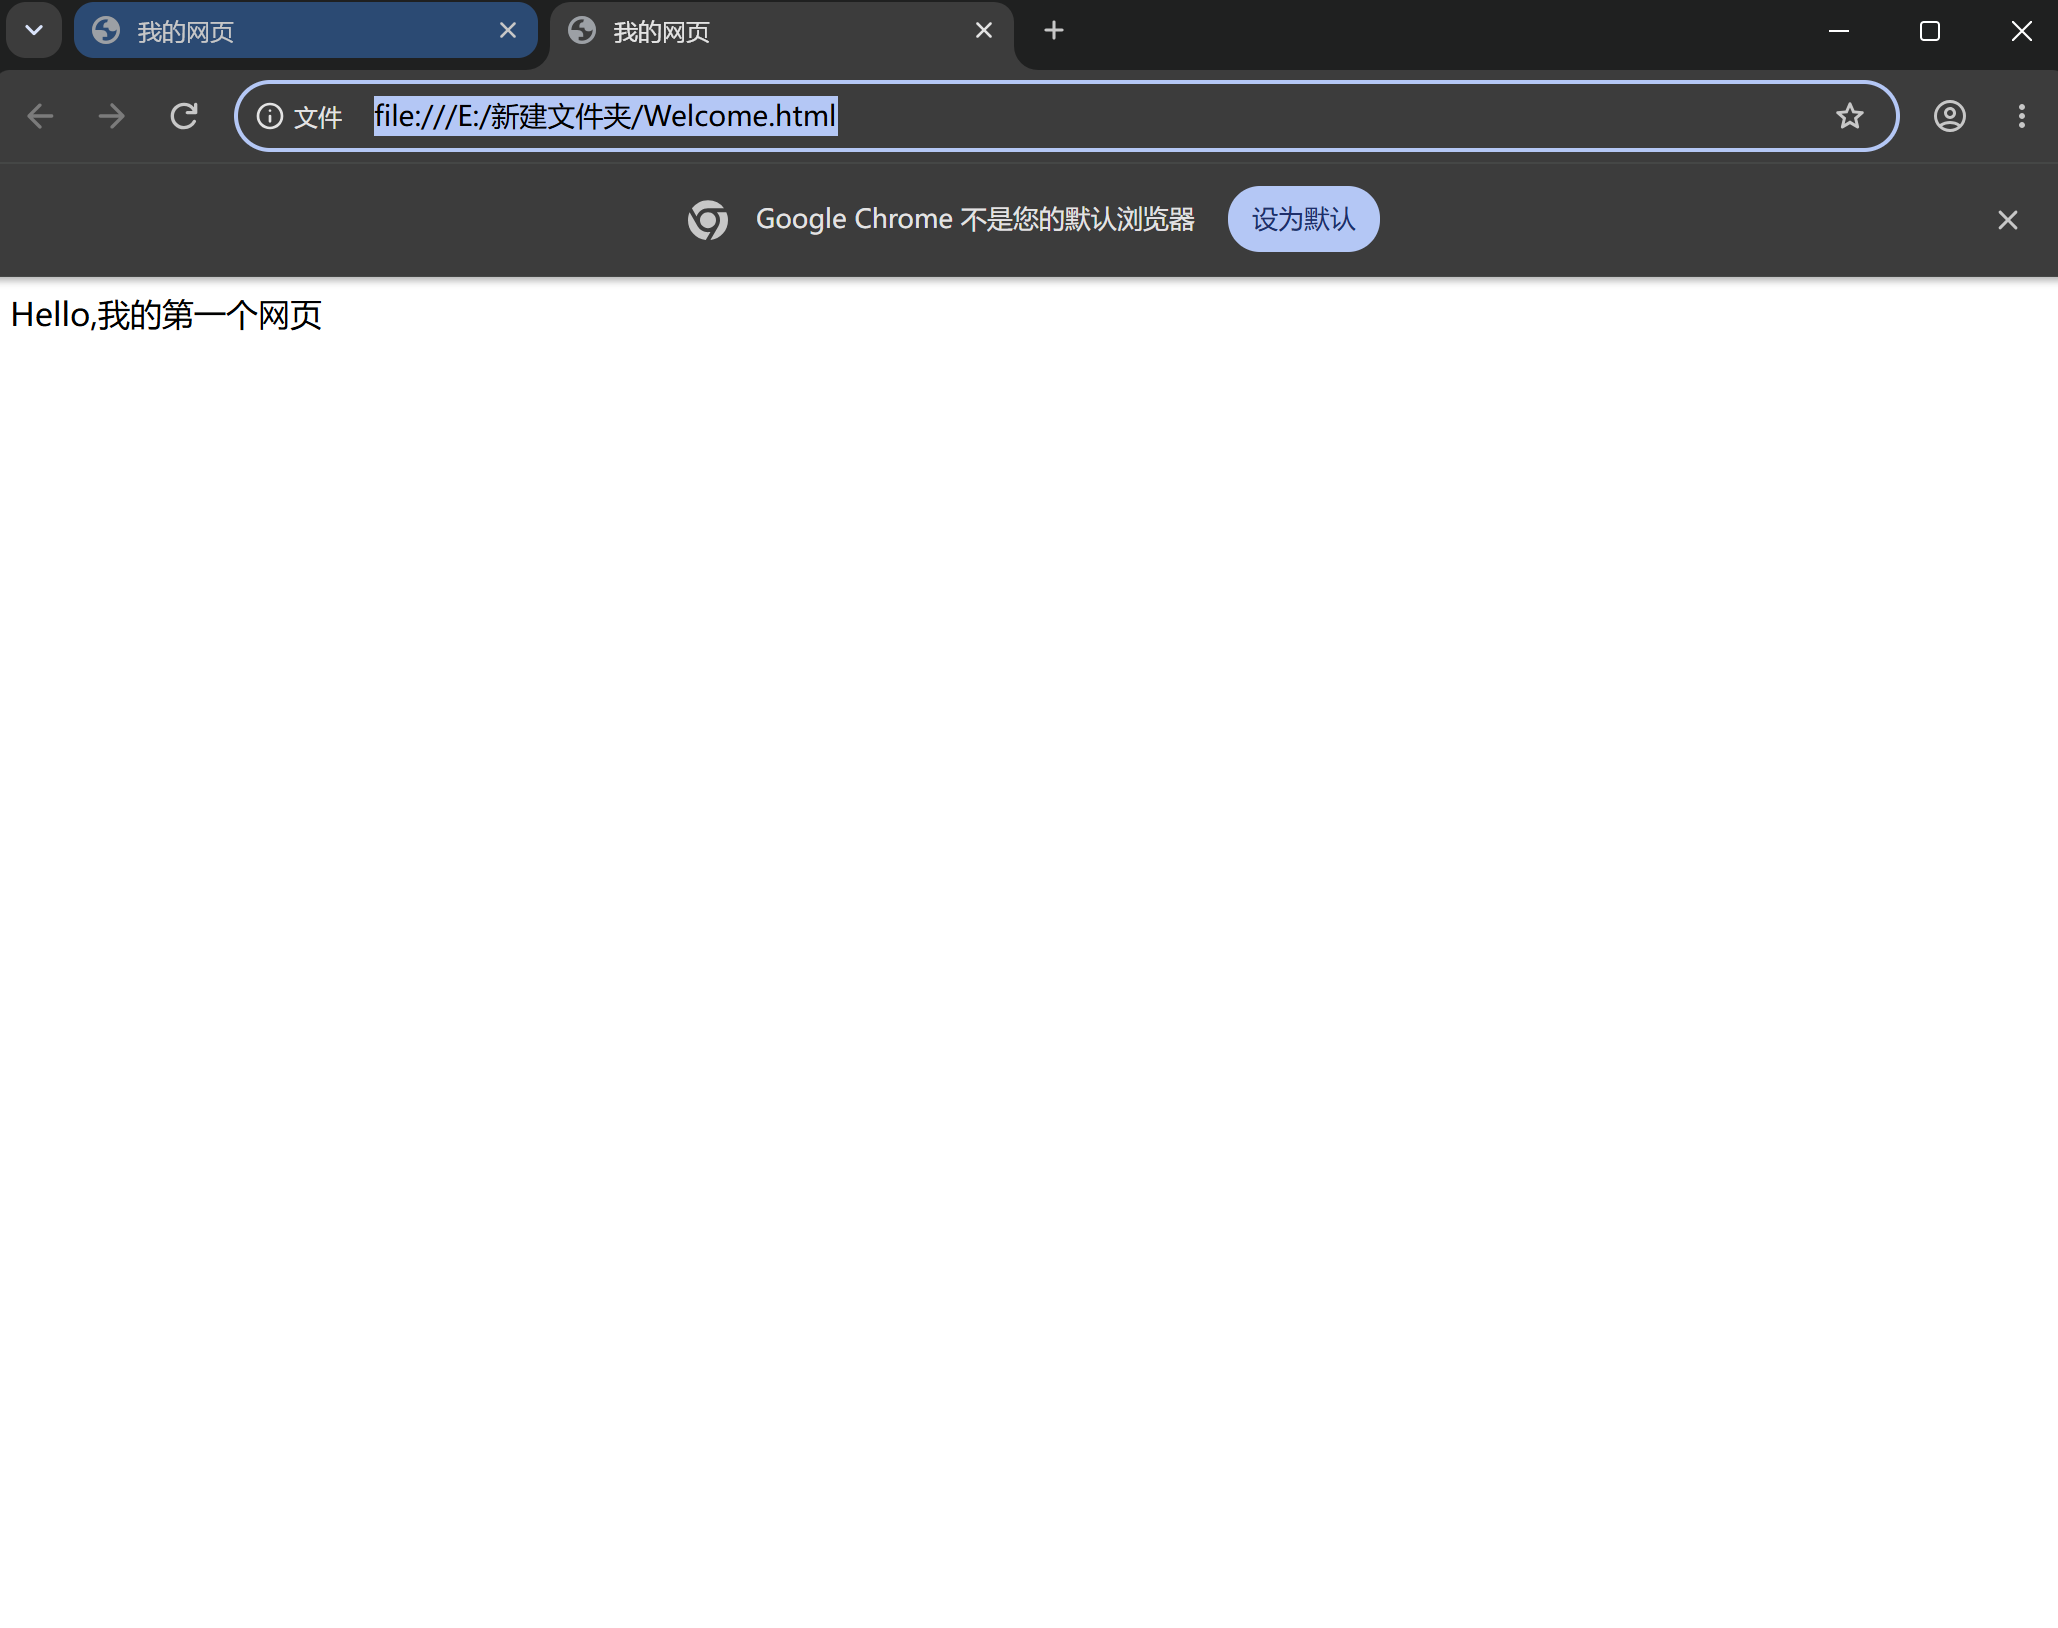 我的网页
我的网页
文件 file:///E:/新建文件夹/Welcome.html
Google Chrome 不是您的默认浏览器 设为默认
Hello,我的第一个网页